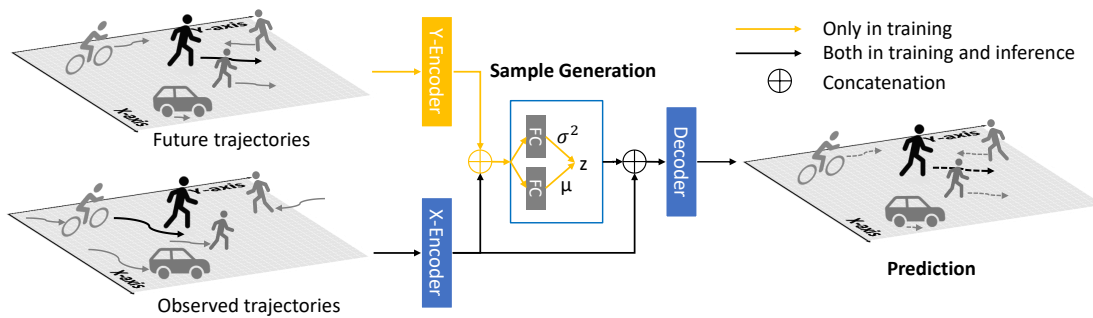 Y-axis
X-axis
Future trajectories
Y-axis
X-axis
Observed trajectories
Y-Encoder
X-Encoder
Sample Generation
FC
σ²
z
FC
μ
Decoder
Only in training
Both in training and inference
Concatenation
Y-axis
X-axis
Prediction